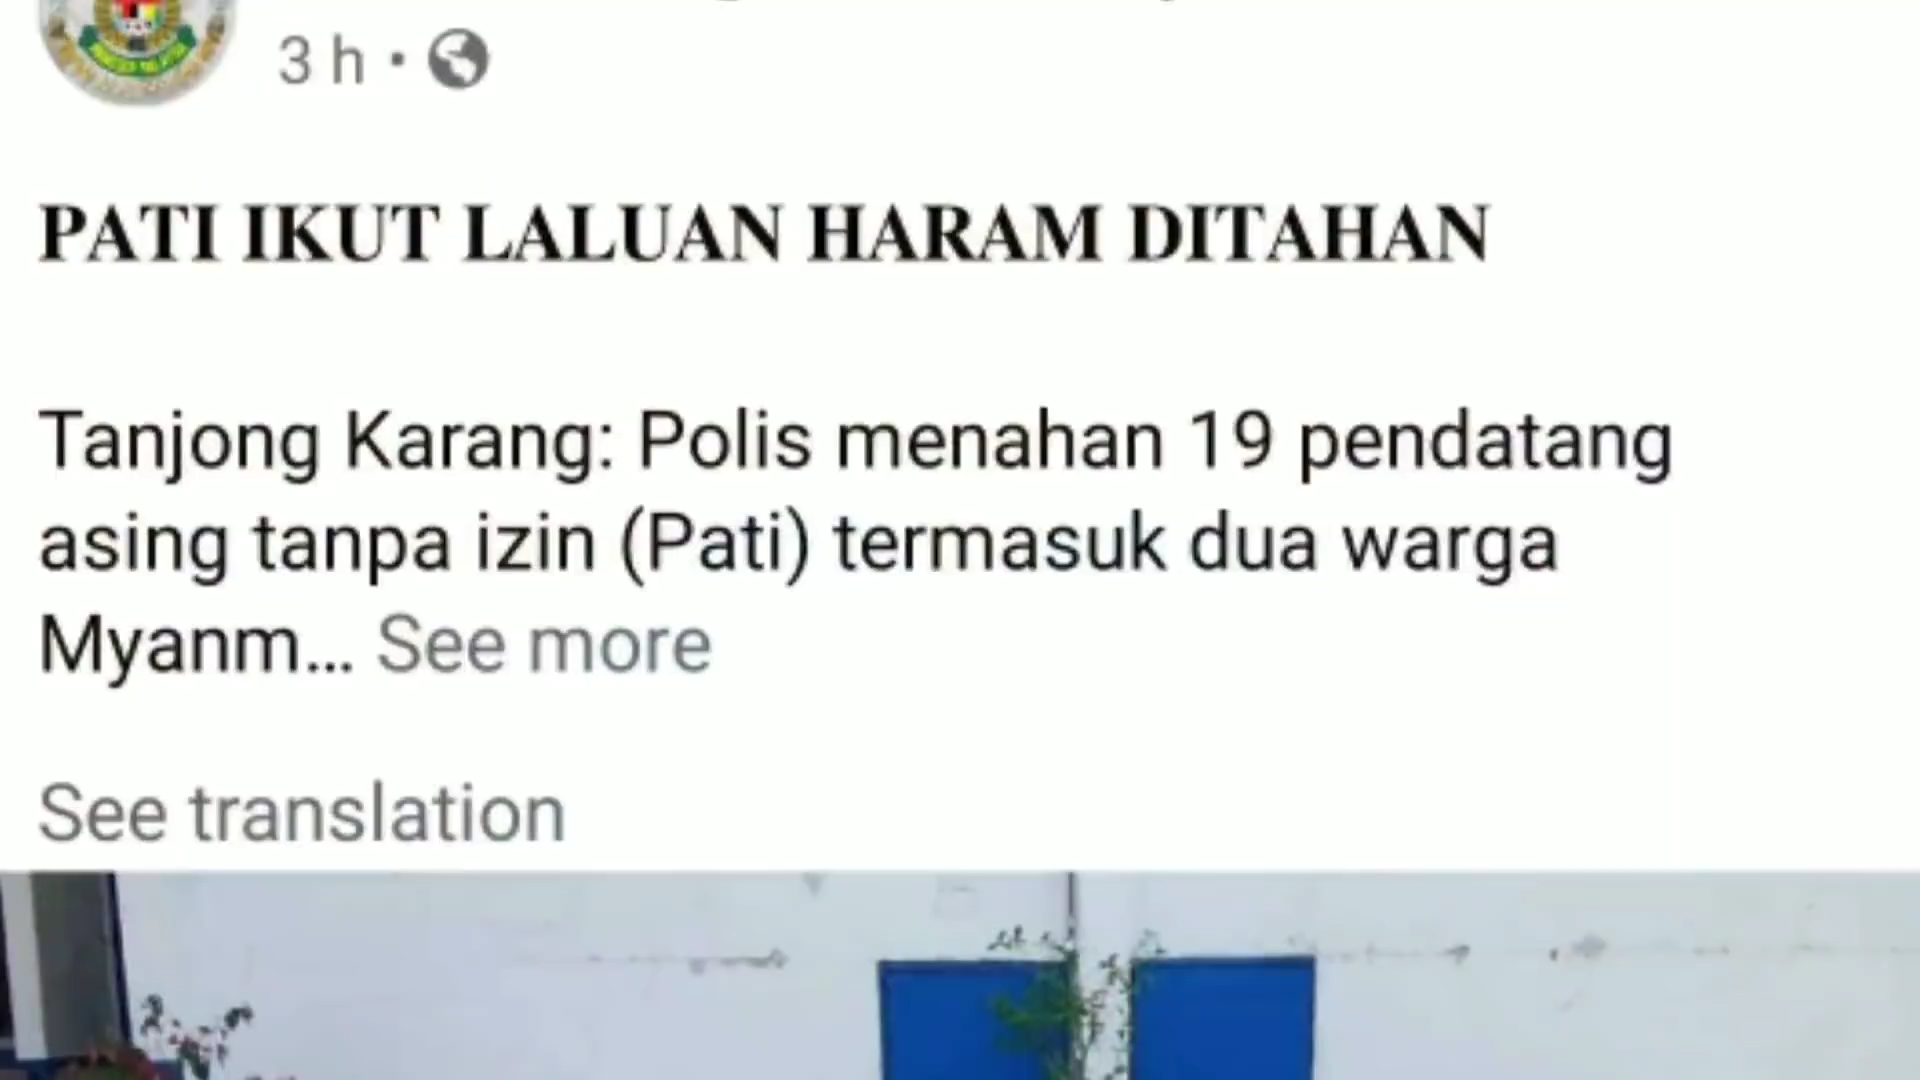 3 h •
PATI IKUT LALUAN HARAM DITAHAN
Tanjong Karang: Polis menahan 19 pendatang
asing tanpa izin (Pati) termasuk dua warga
Myanm... See more
See translation